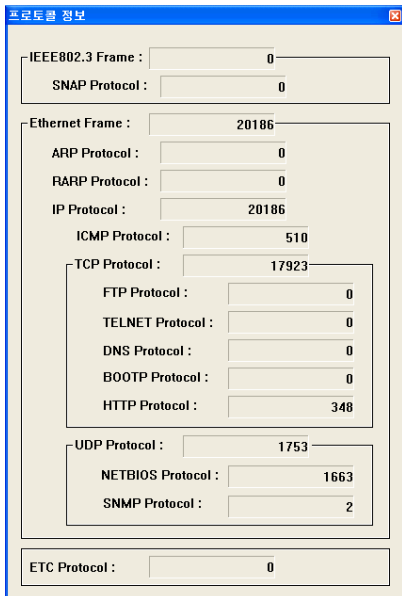 프로토콜 정보
IEEE802.3 Frame : 0
SNAP Protocol : 0
Ethernet Frame : 20186
ARP Protocol : 0
RARP Protocol : 0
IP Protocol : 20186
ICMP Protocol : 510
TCP Protocol : 17923
FTP Protocol : 0
TELNET Protocol : 0
DNS Protocol : 0
BOOTP Protocol : 0
HTTP Protocol : 348
UDP Protocol : 1753
NETBIOS Protocol : 1663
SNMP Protocol : 2
ETC Protocol : 0